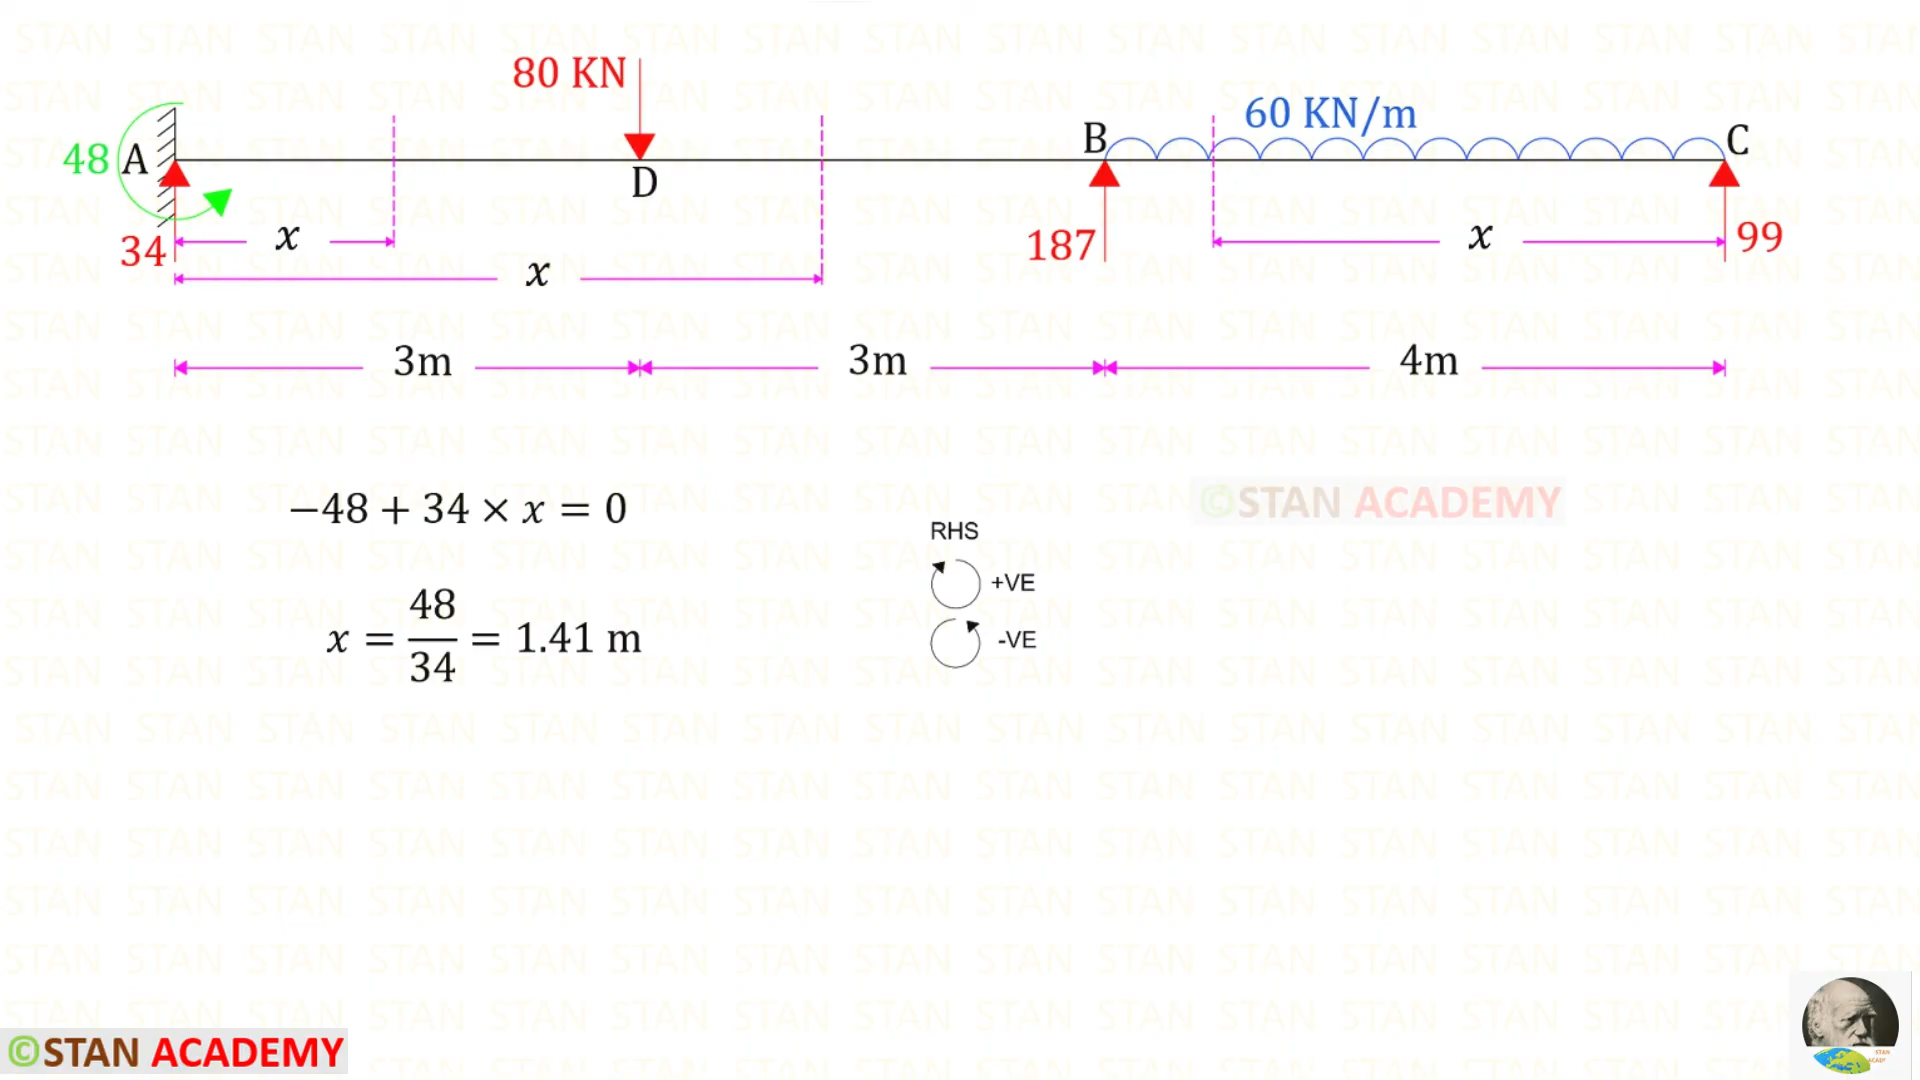 80 KN
60 KN/m
B
C
48 A
D
34
x
187
x
99
x
3m
3m
4m
−48 + 34 × x = 0
©STAN ACADEMY
RHS
+VE
x = 48/34 = 1.41 m
-VE
©STAN ACADEMY